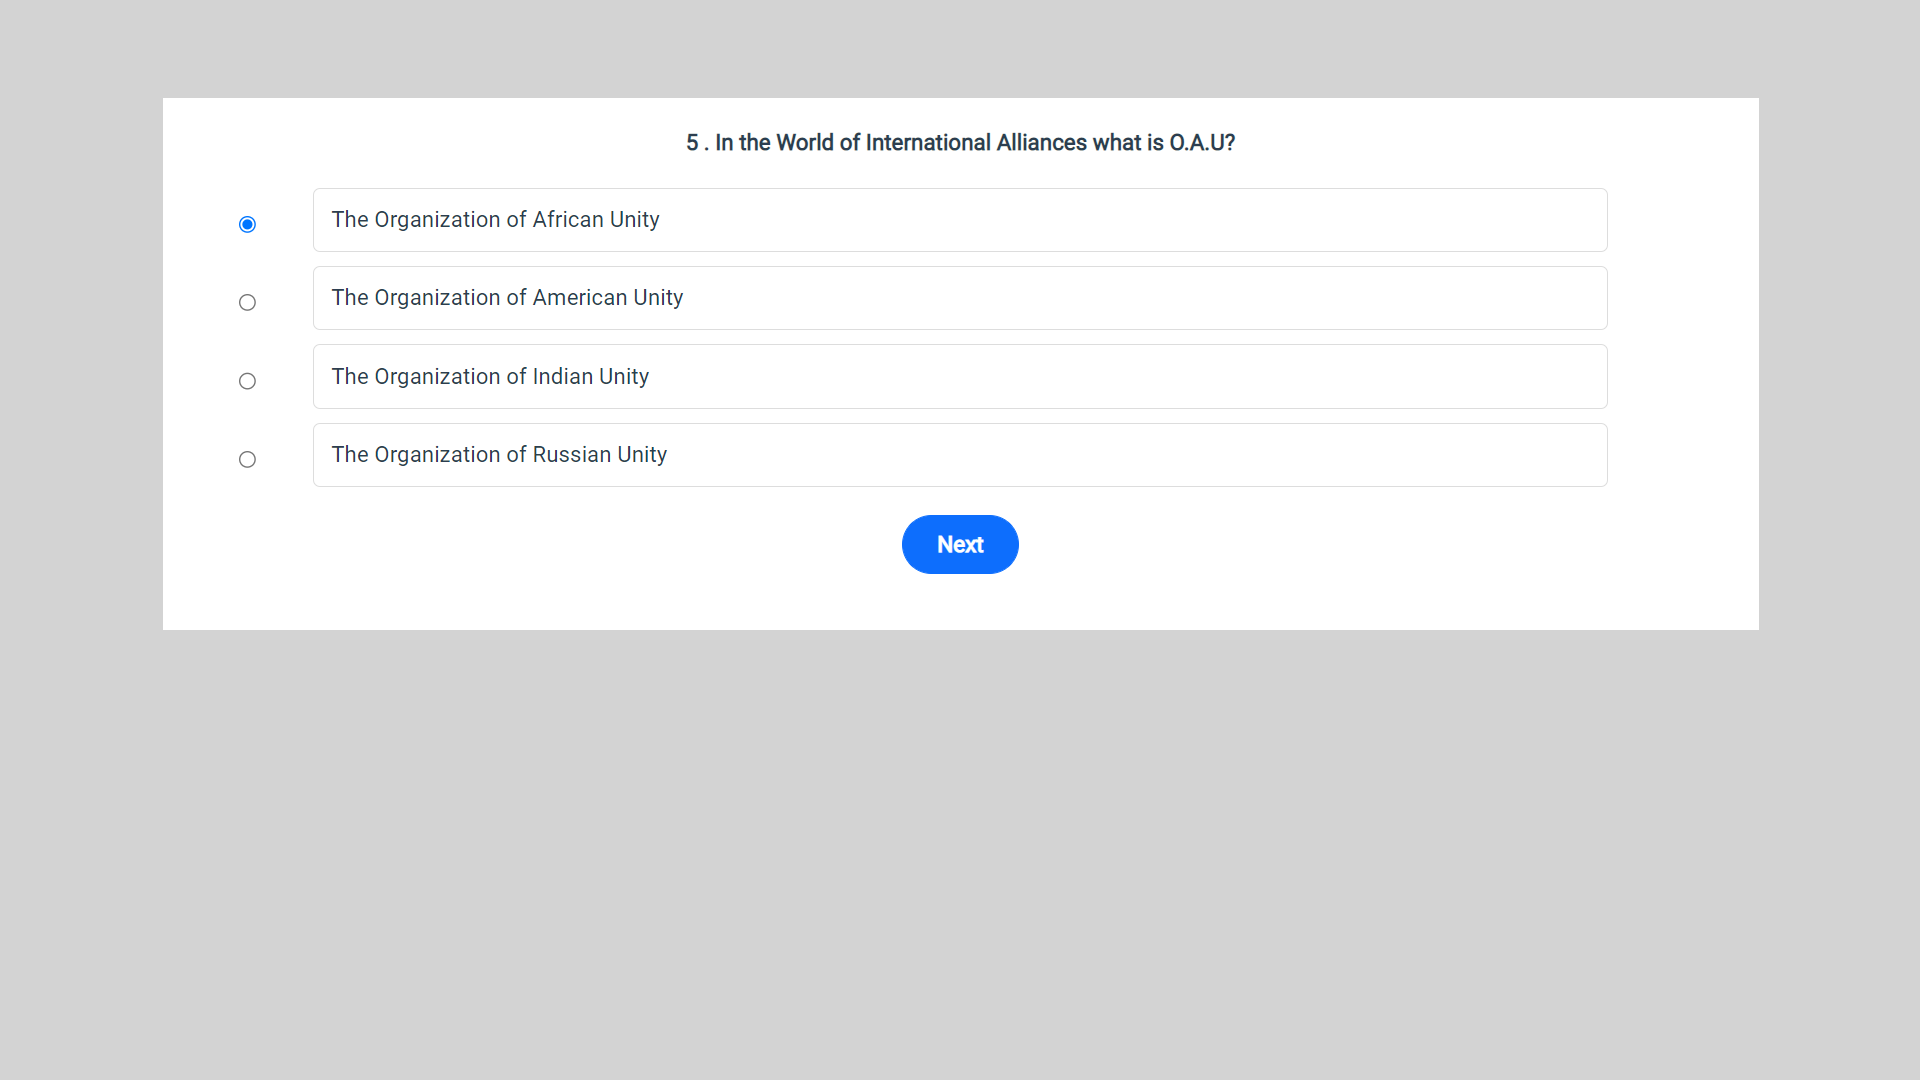 5 . In the World of International Alliances what is O.A.U?
The Organization of African Unity
The Organization of American Unity
The Organization of Indian Unity
The Organization of Russian Unity
Next